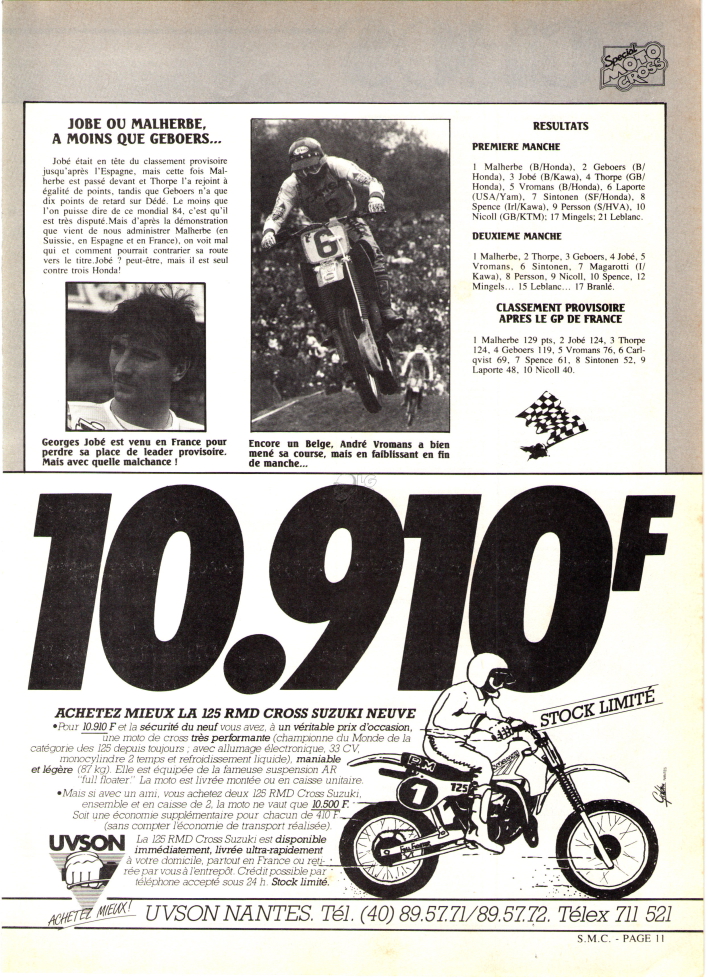 Special
MOTO
CROSS
JOBE OU MALHERBE,
A MOINS QUE GEBOERS...
Jobé était en tête du classement provisoire
jusqu'après l'Espagne, mais cette fois Mal-
herbe est passé devant et Thorpe l'a rejoint à
égalité de points, tandis que Geboers n'a que
dix points de retard sur Dédé. Le moins que
l'on puisse dire de ce mondial 84, c'est qu'il
est très disputé.Mais d'après la démonstration
que vient de nous administrer Malherbe (en
Suissie, en Espagne et en France), on voit mal
qui et comment pourrait contrarier sa route
vers le titre.Jobé ? peut-être, mais il est seul
contre trois Honda!
Georges Jobé est venu en France pour
perdre sa place de leader provisoire.
Mais avec quelle malchance !
6
Encore un Belge, André Vromans a bien
mené sa course, mais en faiblissant en fin
de manche...
RESULTATS
PREMIERE MANCHE
1 Malherbe (B/Honda), 2 Geboers (B/
Honda), 3 Jobé (B/Kawa), 4 Thorpe (GB/
Honda), 5 Vromans (B/Honda), 6 Laporte
(USA/Yam), 7 Sintonen (SF/Honda), 8
Spence (Irl/Kawa), 9 Persson (S/HVA), 10
Nicoll (GB/KTM); 17 Mingels; 21 Leblanc.
DEUXIEME MANCHE
1 Malherbe, 2 Thorpe, 3 Geboers, 4 Jobé, 5
Vromans, 6 Sintonen, 7 Magarotti (I/
Kawa), 8 Persson, 9 Nicoll, 10 Spence, 12
Mingels... 15 Leblanc... 17 Branlé.
CLASSEMENT PROVISOIRE
APRES LE GP DE FRANCE
1 Malherbe 129 pts, 2 Jobé 124, 3 Thorpe
124, 4 Geboers 119, 5 Vromans 76, 6 Carl-
qvist 69, 7 Spence 61, 8 Sintonen 52, 9
Laporte 48, 10 Nicoll 40.
10.910F
ACHETEZ MIEUX LA 125 RMD CROSS SUZUKI NEUVE
•Pour 10.910 F et la sécurité du neuf vous avez, à un véritable prix d'occasion,
une moto de cross très performante (championne du Monde de la
catégorie des 125 depuis toujours ; avec allumage électronique, 33 CV,
monocylindre 2 temps et refroidissement liquide), maniable
et légère (87 kg). Elle est équipée de la fameuse suspension AR
"full floater." La moto est livrée montée ou en caisse unitaire.
•Mais si avec un ami, vous achetez deux 125 RMD Cross Suzuki,
ensemble et en caisse de 2, la moto ne vaut que 10.500 F.
Soit une économie supplémentaire pour chacun de 410 F.
(sans compter l'économie de transport réalisée).
La 125 RMD Cross Suzuki est disponible
immédiatement, livrée ultra-rapidement
à votre domicile, partout en France ou reti-
rée par vous à l'entrepôt. Crédit possible par
téléphone accepté sous 24 h. Stock limité.
STOCK LIMITÉ
RM
1
125
UVSON
ACHETEZ MIEUX!
UVSON NANTES. Tél. (40) 89.57.71/89.57.72. Télex 711 521
S.M.C. - PAGE 11